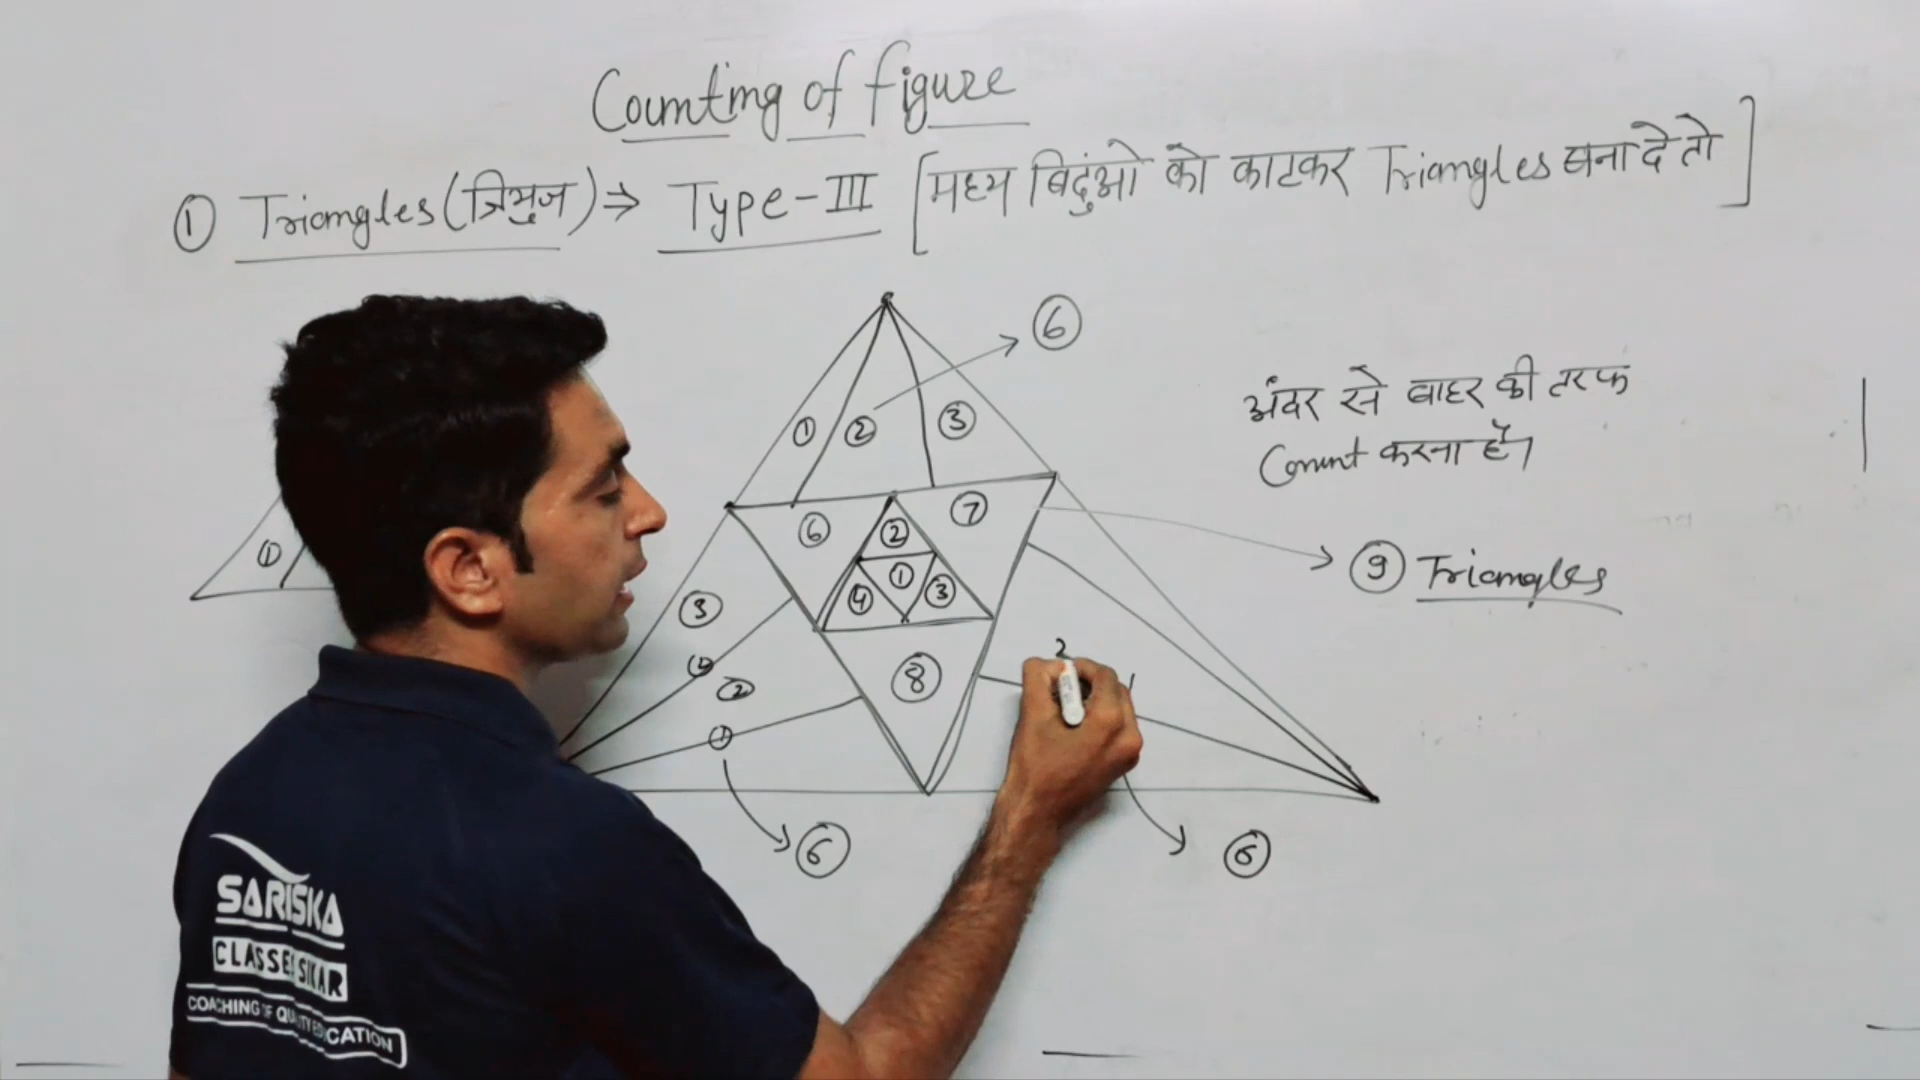 Counting of figure
① Triangles (त्रिभुज) ⇒ Type-III [मध्य बिदुंओ को काटकर Triangles बना दे तो]
⑥
① ② ③
अंदर से बाहर की तरफ
Count करना है।
⑥ ② ⑦
① ④ ③
⑨ Triangles
①
③
②
⑧
2
①
⑥
⑥
SARISKA
CLASSES SIKAR
COACHING OF QUALITY EDUCATION